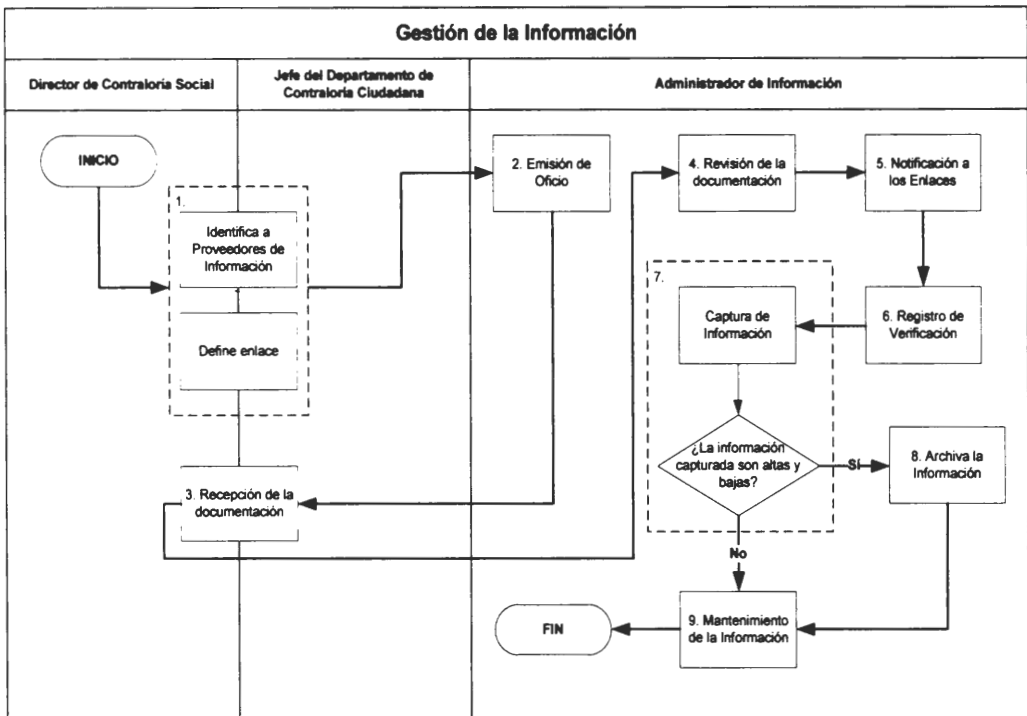 Gestión de la Información
Director de Contraloría Social
Jefe del Departamento de
Contraloría Ciudadana
Administrador de Información
INICIO
1.
Identifica a
Proveedores de
Información
Define enlace
2. Emisión de
Oficio
3. Recepción de la
documentación
4. Revisión de la
documentación
5. Notificación a
los Enlaces
6. Registro de
Verificación
7.
Captura de
Información
¿La información
capturada son altas y
bajas?
Sí
No
8. Archiva la
Información
9. Mantenimiento
de la Información
FIN